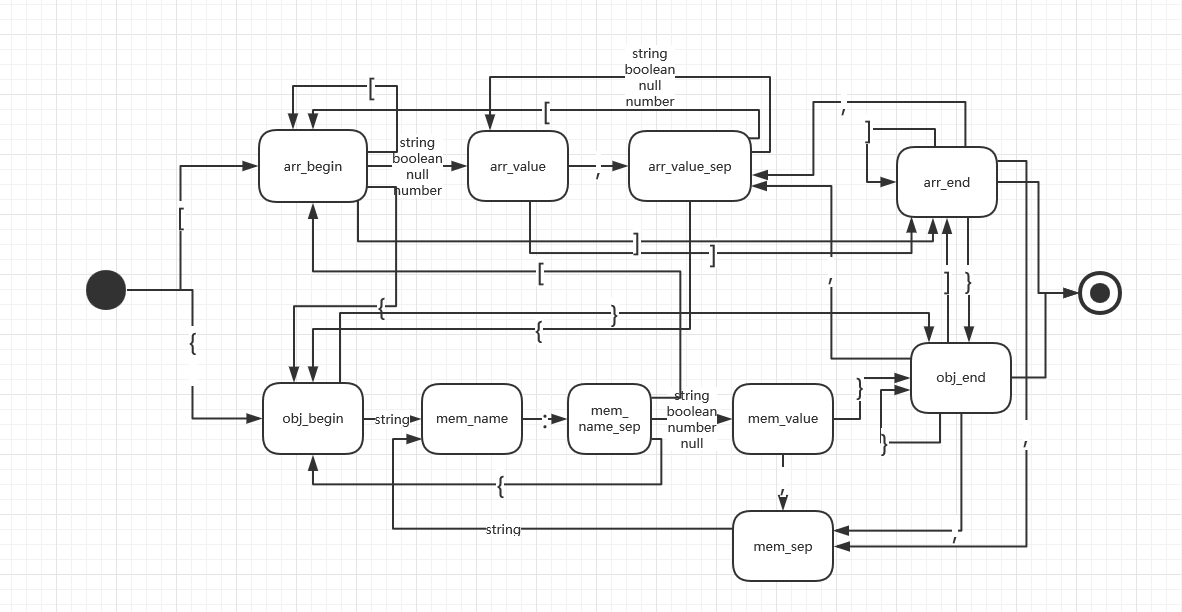 string
boolean
null
number
[
[
,
]
string
boolean
null
number
arr_begin
arr_value
,
arr_value_sep
arr_end
[
]
]
[
,
]
}
{
}
{
{
obj_end
}
obj_begin
string
mem_name
:
mem_
name_sep
string
boolean
number
null
mem_value
}
,
{
,
string
,
mem_sep